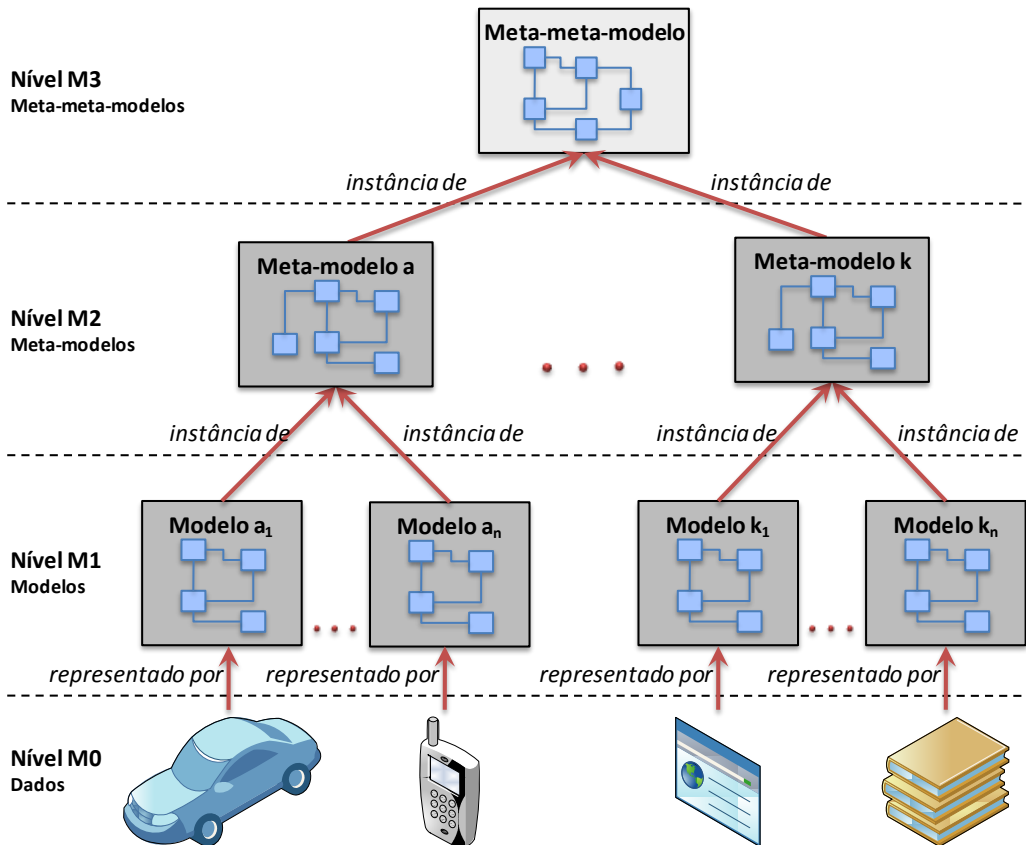 Meta-meta-modelo
Nível M3
Meta-meta-modelos
instância de
instância de
Meta-modelo a
Meta-modelo k
Nível M2
Meta-modelos
instância de
instância de
instância de
instância de
Modelo a₁
Modelo aₙ
Modelo k₁
Modelo kₙ
Nível M1
Modelos
representado por
representado por
representado por
representado por
Nível M0
Dados